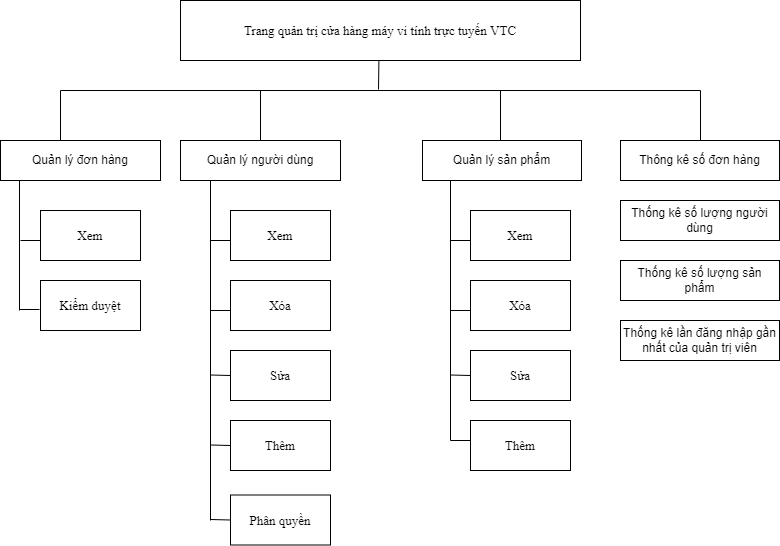 Trang quản trị cửa hàng máy vi tính trực tuyến VTC
Quản lý đơn hàng
Quản lý người dùng
Quản lý sản phẩm
Thông kê số đơn hàng
Xem
Kiểm duyệt
Xem
Xóa
Sửa
Thêm
Phân quyền
Xem
Xóa
Sửa
Thêm
Thống kê số lượng người
dùng
Thống kê số lượng sản
phẩm
Thống kê lần đăng nhập gần
nhất của quản trị viên